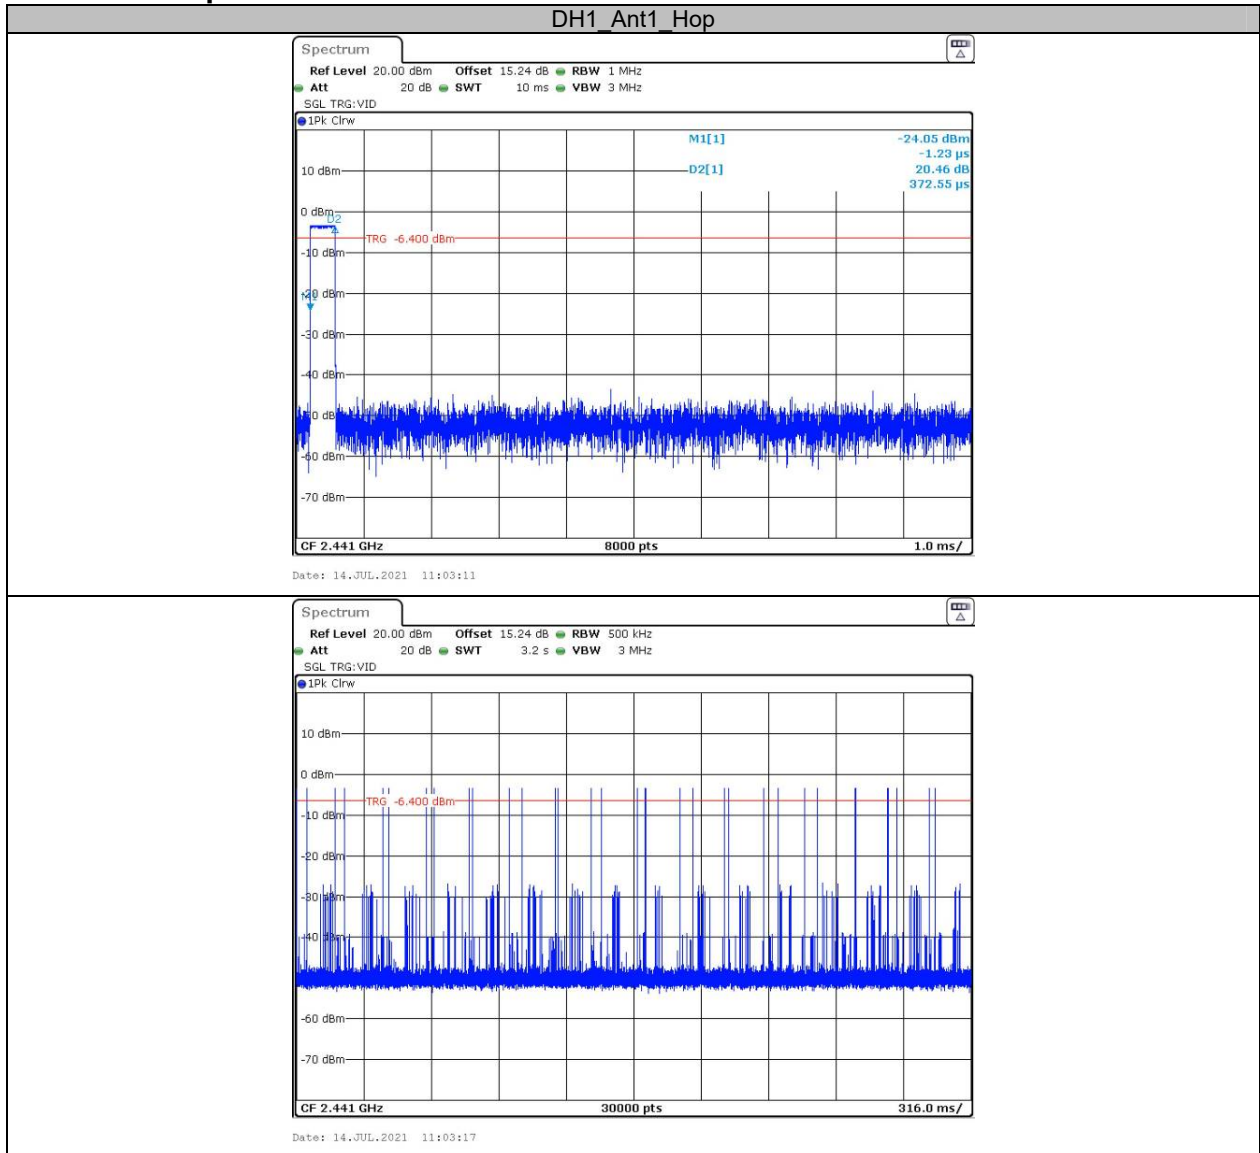 DH1_Ant1_Hop
Spectrum
Ref Level 20.00 dBm Offset 15.24 dB RBW 1 MHz
Att 20 dB SWT 10 ms VBW 3 MHz
SGL TRG:VID
1Pk Clrw
M1[1] -24.05 dBm
-1.23 µs
10 dBm D2[1] 20.46 dB
372.55 µs
0 dBm
D2
TRG -6.400 dBm
-10 dBm
-20 dBm
-30 dBm
-40 dBm
-60 dBm
-70 dBm
CF 2.441 GHz 8000 pts 1.0 ms/
Date: 14.JUL.2021 11:03:11
Spectrum
Ref Level 20.00 dBm Offset 15.24 dB RBW 500 kHz
Att 20 dB SWT 3.2 s VBW 3 MHz
SGL TRG:VID
1Pk Clrw
10 dBm
0 dBm
TRG -6.400 dBm
-10 dBm
-20 dBm
-30 dBm
-40 dBm
-60 dBm
-70 dBm
CF 2.441 GHz 30000 pts 316.0 ms/
Date: 14.JUL.2021 11:03:17